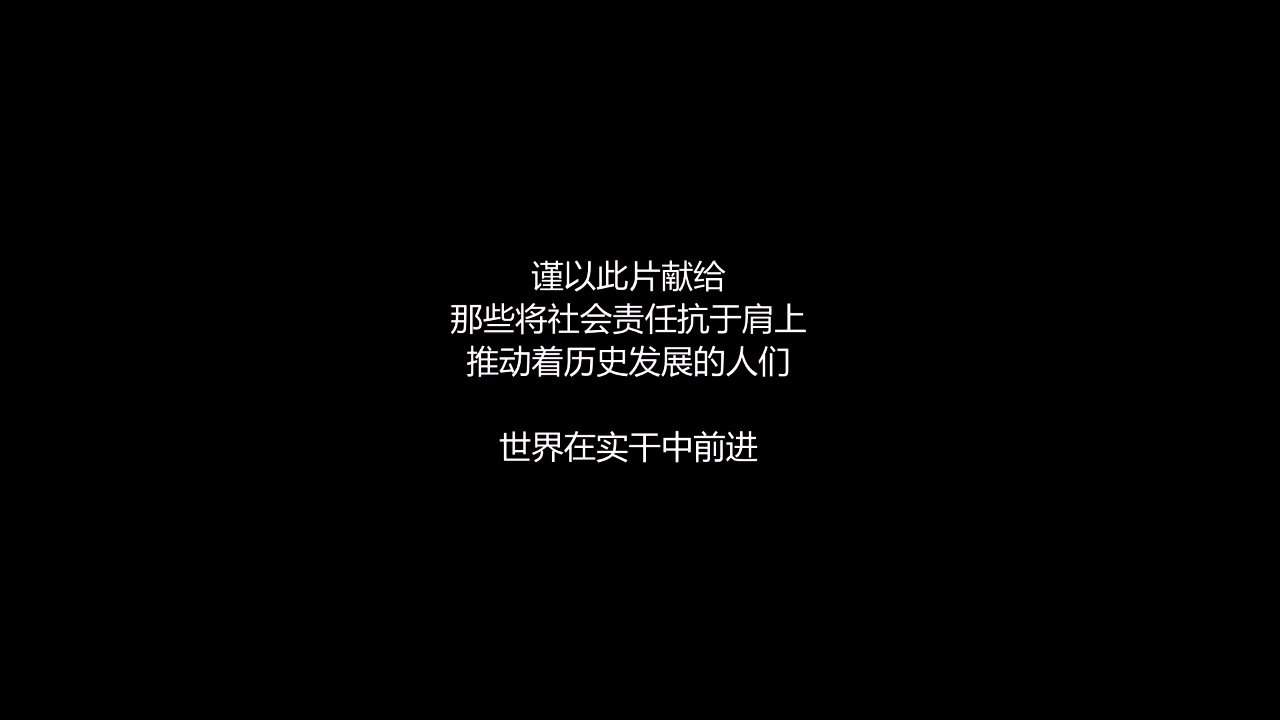 谨以此片献给
那些将社会责任抗于肩上
推动着历史发展的人们
世界在实干中前进